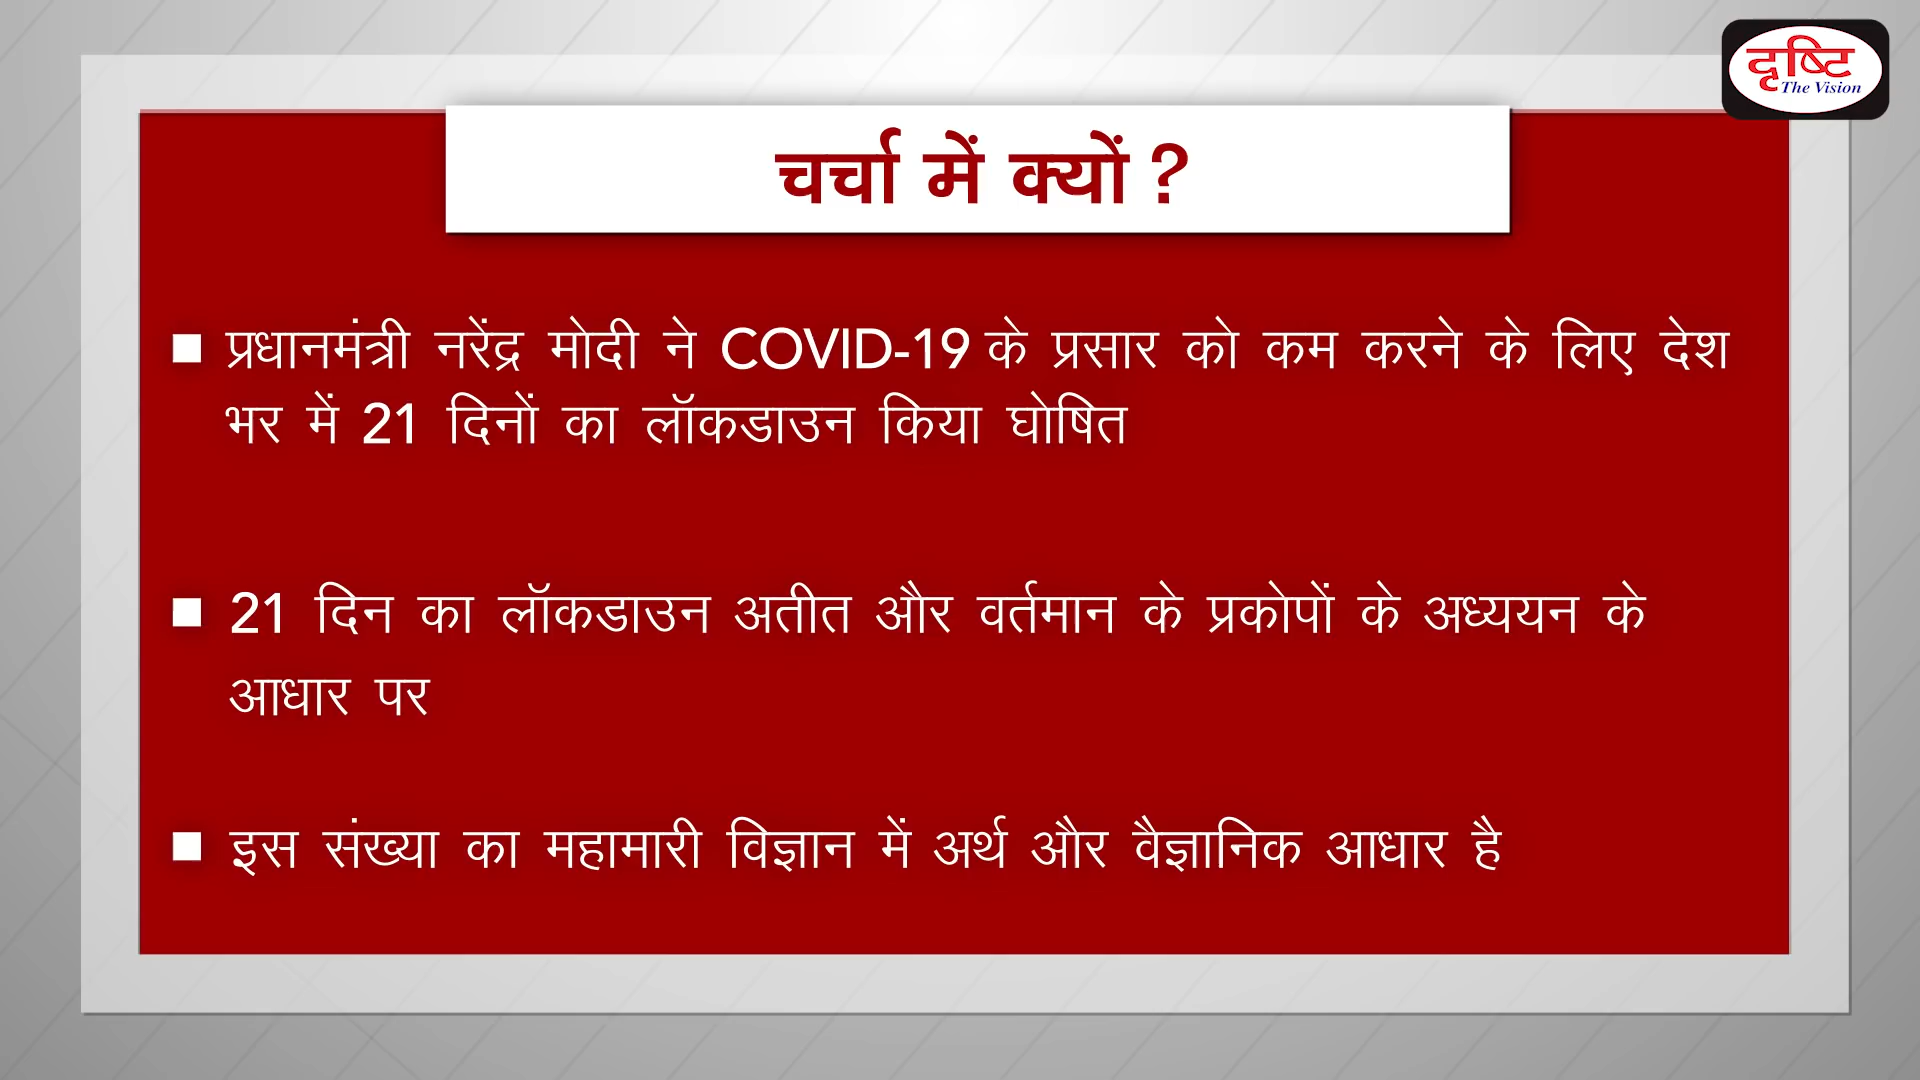 दृष्टि
The Vision
चर्चा में क्यों ?
■ प्रधानमंत्री नरेंद्र मोदी ने COVID-19 के प्रसार को कम करने के लिए देश
भर में 21 दिनों का लॉकडाउन किया घोषित
■ 21 दिन का लॉकडाउन अतीत और वर्तमान के प्रकोपों के अध्ययन के
आधार पर
■ इस संख्या का महामारी विज्ञान में अर्थ और वैज्ञानिक आधार है